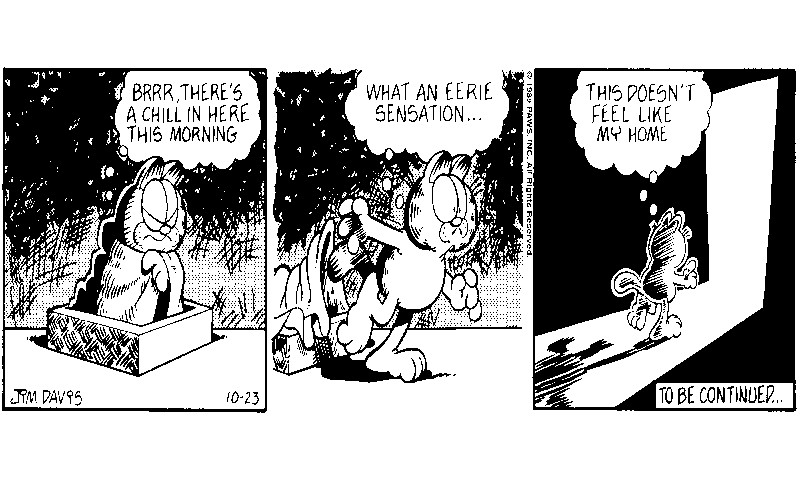 BRRR, THERE'S
A CHILL IN HERE
THIS MORNING
JIM DAVIS
10-23
WHAT AN EERIE
SENSATION...
© 1989 PAWS, INC. All Rights Reserved
THIS DOESN'T
FEEL LIKE
MY HOME
TO BE CONTINUED...